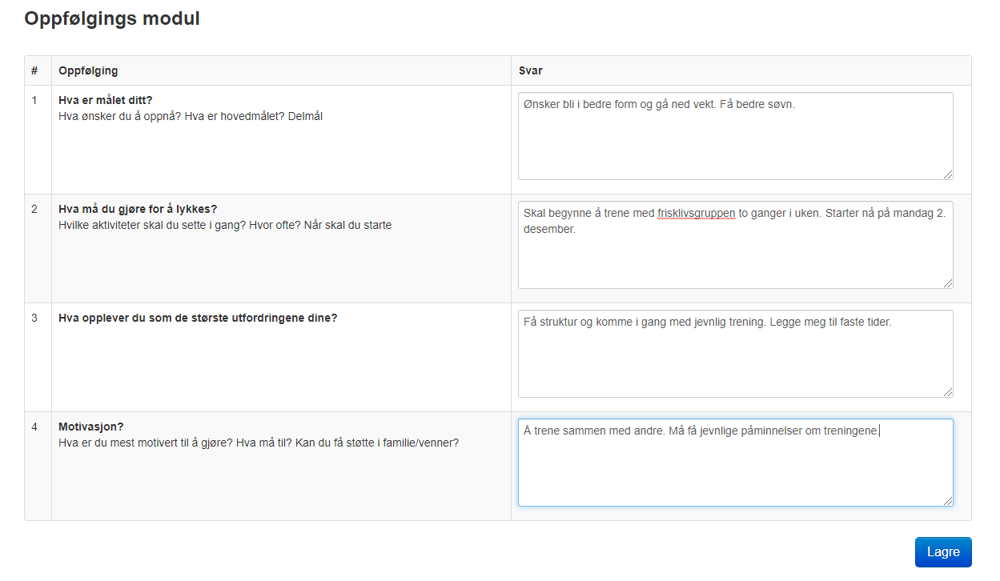 Oppfølgings modul
# Oppfølging Svar
1 Hva er målet ditt?
Hva ønsker du å oppnå? Hva er hovedmålet? Delmål
Ønsker bli i bedre form og gå ned vekt. Få bedre søvn.
2 Hva må du gjøre for å lykkes?
Hvilke aktiviteter skal du sette i gang? Hvor ofte? Når skal du starte
Skal begynne å trene med frisklivsgruppen to ganger i uken. Starter nå på mandag 2.
desember.
3 Hva opplever du som de største utfordringene dine?
Få struktur og komme i gang med jevnlig trening. Legge meg til faste tider.
4 Motivasjon?
Hva er du mest motivert til å gjøre? Hva må til? Kan du få støtte i familie/venner?
Å trene sammen med andre. Må få jevnlige påminnelser om treningene.
Lagre